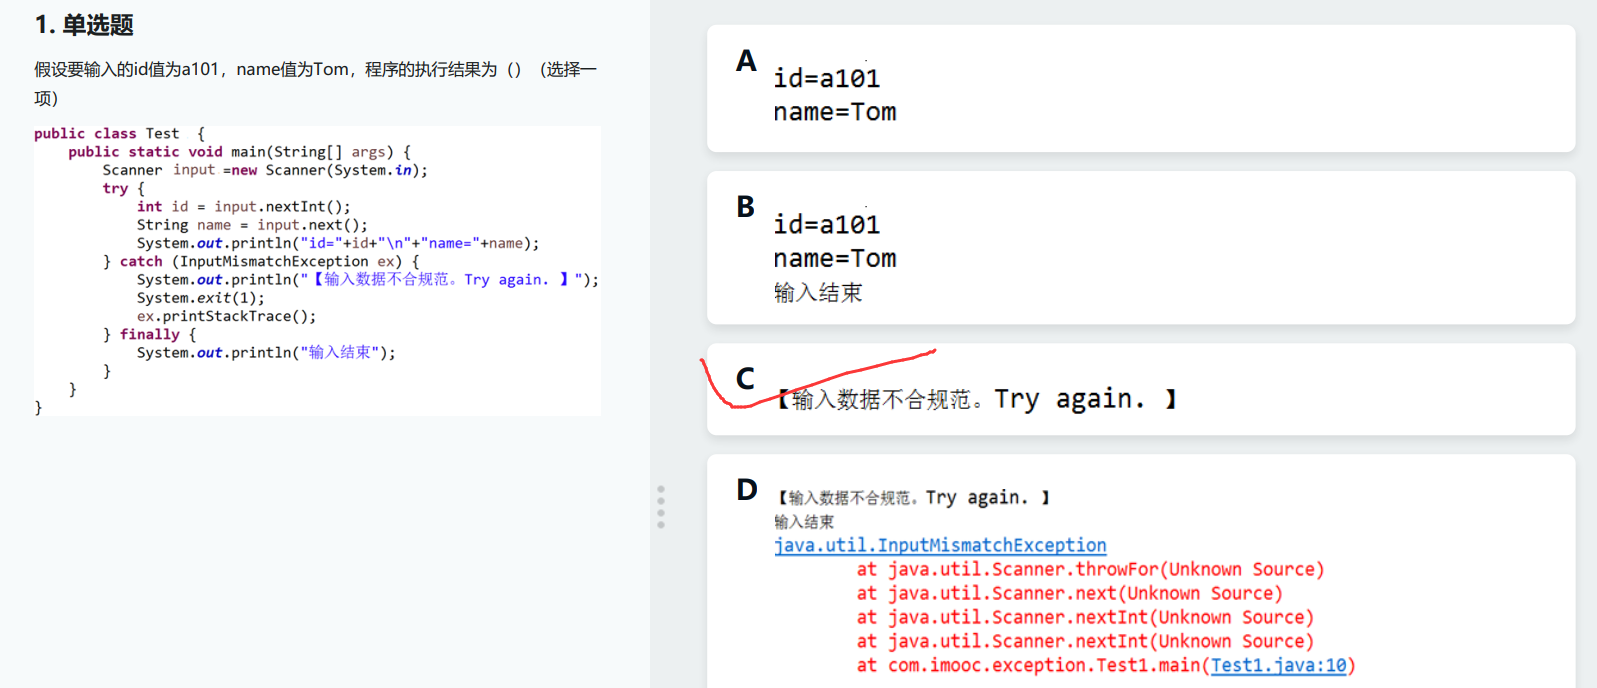 1. 单选题
假设要输入的id值为a101，name值为Tom，程序的执行结果为（）（选择一
项）
public class Test  {
    public static void main(String[] args) {
        Scanner input =new Scanner(System.in);
        try {
            int id = input.nextInt();
            String name = input.next();
            System.out.println("id="+id+"\n"+"name="+name);
        } catch (InputMismatchException ex) {
            System.out.println("【输入数据不合规范。Try again. 】");
            System.exit(1);
            ex.printStackTrace();
        } finally {
            System.out.println("输入结束");
        }
    }
}
A
id=a101
name=Tom
B
id=a101
name=Tom
输入结束
C
【输入数据不合规范。Try again. 】
D
【输入数据不合规范。Try again. 】
输入结束
java.util.InputMismatchException
        at java.util.Scanner.throwFor(Unknown Source)
        at java.util.Scanner.next(Unknown Source)
        at java.util.Scanner.nextInt(Unknown Source)
        at java.util.Scanner.nextInt(Unknown Source)
        at com.imooc.exception.Test1.main(Test1.java:10)